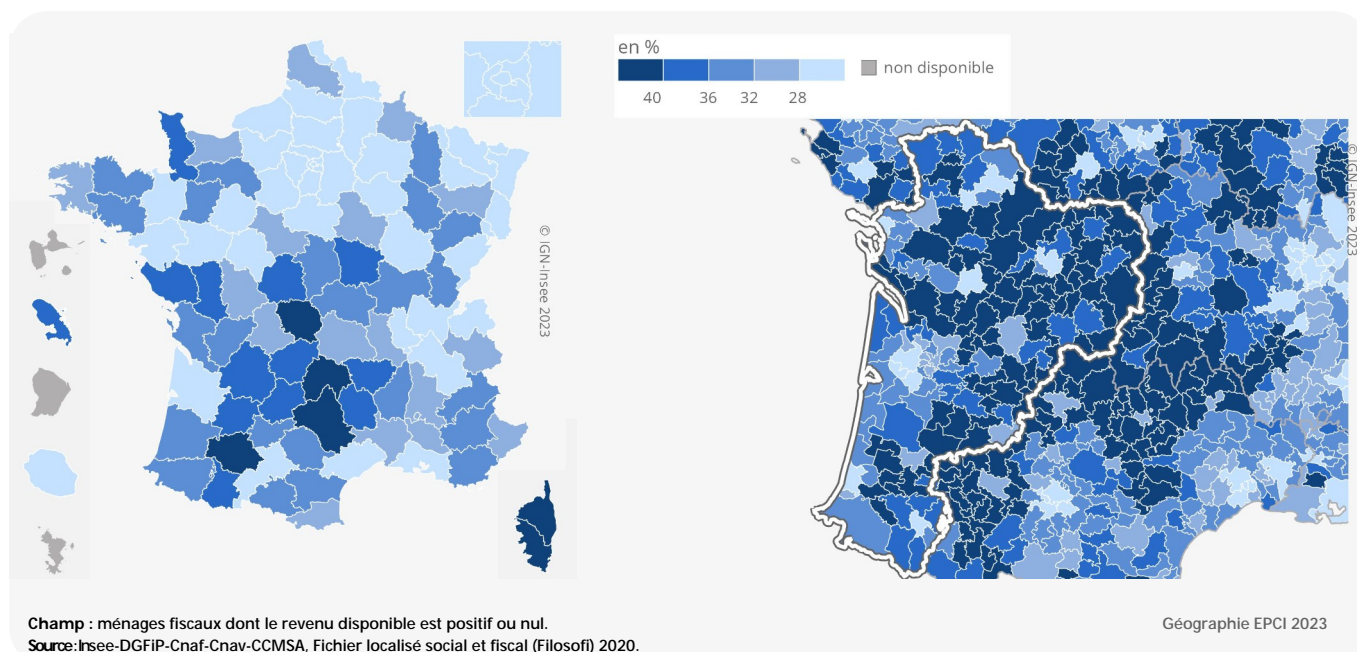 en %
40 36 32 28
non disponible
© IGN-Insee 2023
© IGN-Insee 2023
Champ : ménages fiscaux dont le revenu disponible est positif ou nul.
Géographie EPCI 2023
Source:Insee-DGFiP-Cnaf-Cnav-CCMSA, Fichier localisé social et fiscal (Filosofi) 2020.